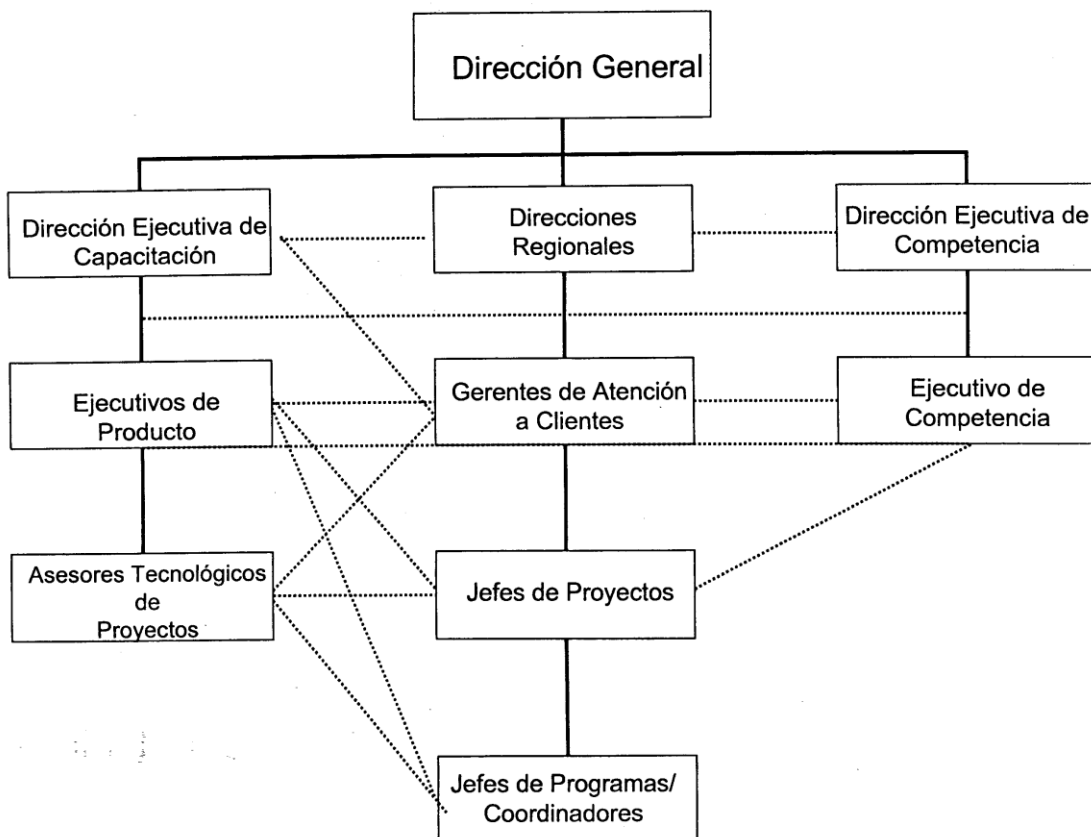 Dirección General
Dirección Ejecutiva de
Capacitación
Direcciones
Regionales
Dirección Ejecutiva de
Competencia
Ejecutivos de
Producto
Gerentes de Atención
a Clientes
Ejecutivo de
Competencia
Asesores Tecnológicos
de
Proyectos
Jefes de Proyectos
Jefes de Programas/
Coordinadores